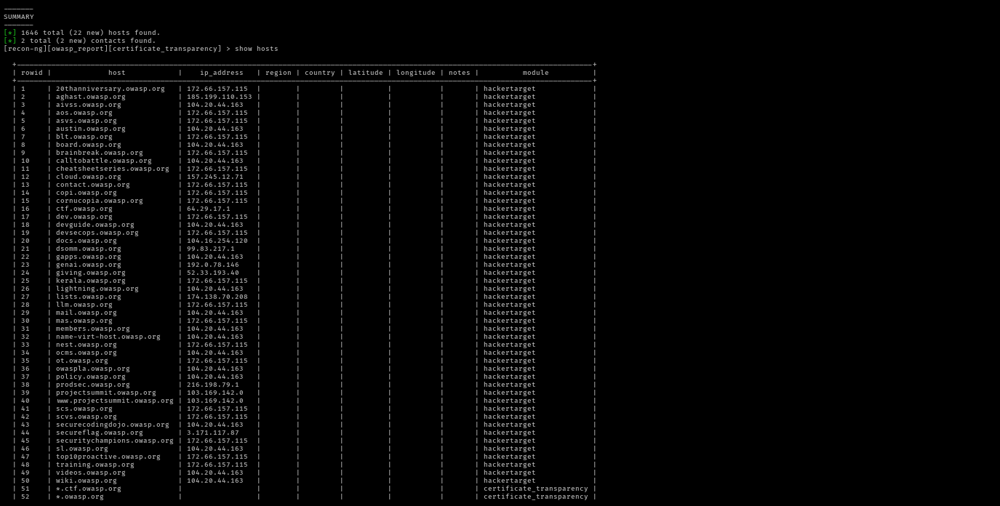 -------
SUMMARY
-------
[*] 1646 total (22 new) hosts found.
[*] 2 total (2 new) contacts found.
[recon-ng][owasp_report][certificate_transparency] > show hosts
+---------------------------------------------------------------------------------------------------------------------------------+
| rowid | host | ip_address | region | country | latitude | longitude | notes | module |
+---------------------------------------------------------------------------------------------------------------------------------+
| 1 | 20thanniversary.owasp.org | 172.66.157.115 | | | | | | hackertarget |
| 2 | aghast.owasp.org | 185.199.110.153 | | | | | | hackertarget |
| 3 | aivss.owasp.org | 104.20.44.163 | | | | | | hackertarget |
| 4 | aos.owasp.org | 172.66.157.115 | | | | | | hackertarget |
| 5 | asvs.owasp.org | 172.66.157.115 | | | | | | hackertarget |
| 6 | austin.owasp.org | 104.20.44.163 | | | | | | hackertarget |
| 7 | blt.owasp.org | 172.66.157.115 | | | | | | hackertarget |
| 8 | board.owasp.org | 104.20.44.163 | | | | | | hackertarget |
| 9 | brainbreak.owasp.org | 172.66.157.115 | | | | | | hackertarget |
| 10 | calltobattle.owasp.org | 104.20.44.163 | | | | | | hackertarget |
| 11 | cheatsheetseries.owasp.org | 172.66.157.115 | | | | | | hackertarget |
| 12 | cloud.owasp.org | 157.245.12.71 | | | | | | hackertarget |
| 13 | contact.owasp.org | 172.66.157.115 | | | | | | hackertarget |
| 14 | copi.owasp.org | 172.66.157.115 | | | | | | hackertarget |
| 15 | cornucopia.owasp.org | 172.66.157.115 | | | | | | hackertarget |
| 16 | ctf.owasp.org | 64.29.17.1 | | | | | | hackertarget |
| 17 | dev.owasp.org | 172.66.157.115 | | | | | | hackertarget |
| 18 | devguide.owasp.org | 104.20.44.163 | | | | | | hackertarget |
| 19 | devsecops.owasp.org | 172.66.157.115 | | | | | | hackertarget |
| 20 | docs.owasp.org | 104.16.254.120 | | | | | | hackertarget |
| 21 | dsomm.owasp.org | 99.83.217.1 | | | | | | hackertarget |
| 22 | gapps.owasp.org | 104.20.44.163 | | | | | | hackertarget |
| 23 | genai.owasp.org | 192.0.78.146 | | | | | | hackertarget |
| 24 | giving.owasp.org | 52.33.193.40 | | | | | | hackertarget |
| 25 | kerala.owasp.org | 172.66.157.115 | | | | | | hackertarget |
| 26 | lightning.owasp.org | 104.20.44.163 | | | | | | hackertarget |
| 27 | lists.owasp.org | 174.138.70.208 | | | | | | hackertarget |
| 28 | llm.owasp.org | 172.66.157.115 | | | | | | hackertarget |
| 29 | mail.owasp.org | 104.20.44.163 | | | | | | hackertarget |
| 30 | mas.owasp.org | 172.66.157.115 | | | | | | hackertarget |
| 31 | members.owasp.org | 104.20.44.163 | | | | | | hackertarget |
| 32 | name-virt-host.owasp.org | 104.20.44.163 | | | | | | hackertarget |
| 33 | nest.owasp.org | 172.66.157.115 | | | | | | hackertarget |
| 34 | ocms.owasp.org | 104.20.44.163 | | | | | | hackertarget |
| 35 | ot.owasp.org | 172.66.157.115 | | | | | | hackertarget |
| 36 | owaspla.owasp.org | 104.20.44.163 | | | | | | hackertarget |
| 37 | policy.owasp.org | 104.20.44.163 | | | | | | hackertarget |
| 38 | prodsec.owasp.org | 216.198.79.1 | | | | | | hackertarget |
| 39 | projectsummit.owasp.org | 103.169.142.0 | | | | | | hackertarget |
| 40 | www.projectsummit.owasp.org | 103.169.142.0 | | | | | | hackertarget |
| 41 | scs.owasp.org | 172.66.157.115 | | | | | | hackertarget |
| 42 | scvs.owasp.org | 172.66.157.115 | | | | | | hackertarget |
| 43 | securecodingdojo.owasp.org | 104.20.44.163 | | | | | | hackertarget |
| 44 | secureflag.owasp.org | 3.171.117.87 | | | | | | hackertarget |
| 45 | securitychampions.owasp.org | 172.66.157.115 | | | | | | hackertarget |
| 46 | sl.owasp.org | 104.20.44.163 | | | | | | hackertarget |
| 47 | top10proactive.owasp.org | 172.66.157.115 | | | | | | hackertarget |
| 48 | training.owasp.org | 172.66.157.115 | | | | | | hackertarget |
| 49 | videos.owasp.org | 104.20.44.163 | | | | | | hackertarget |
| 50 | wiki.owasp.org | 104.20.44.163 | | | | | | hackertarget |
| 51 | *.ctf.owasp.org | | | | | | | certificate_transparency |
| 52 | *.owasp.org | | | | | | | certificate_transparency |